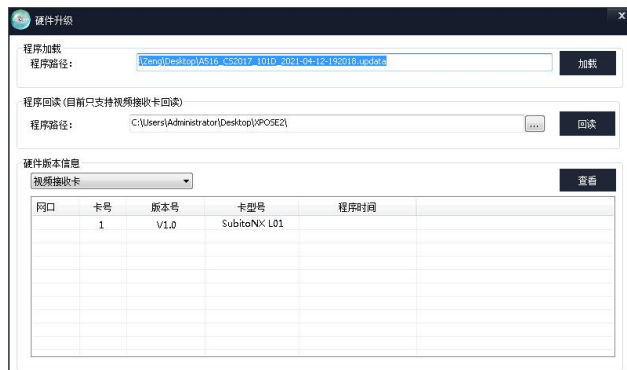 硬件升级
x
程序加载
程序路径:
\Zeng\Desktop\A516_CS2017_101D_2021-04-12-192018.updata
加载
程序回读(目前只支持视频接收卡回读)
程序路径:
C:\Users\Administrator\Desktop\XPOSE2\
...
回读
硬件版本信息
视频接收卡
查看
网口 卡号 版本号 卡型号 程序时间
1 V1.0 SubitoNX L01